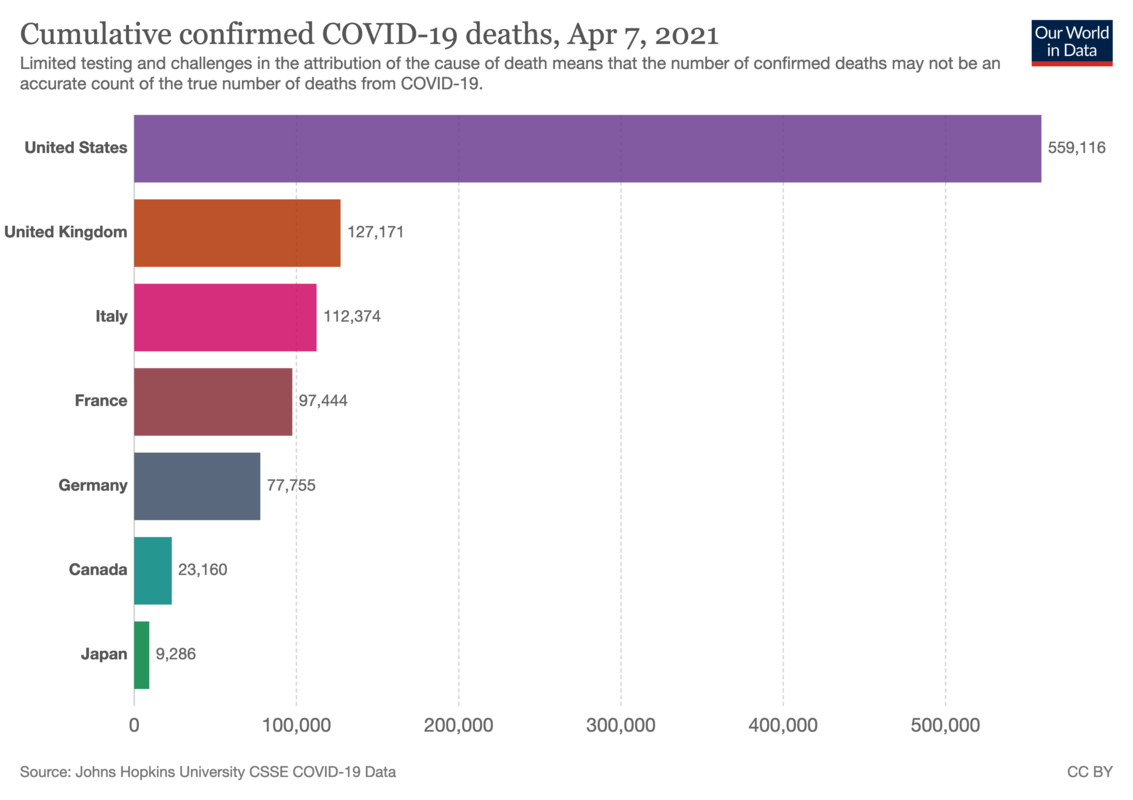 Cumulative confirmed COVID-19 deaths, Apr 7, 2021
Our World
in Data
Limited testing and challenges in the attribution of the cause of death means that the number of confirmed deaths may not be an
accurate count of the true number of deaths from COVID-19.
United States 559,116
United Kingdom 127,171
Italy 112,374
France 97,444
Germany 77,755
Canada 23,160
Japan 9,286
0 100,000 200,000 300,000 400,000 500,000
Source: Johns Hopkins University CSSE COVID-19 Data
CC BY